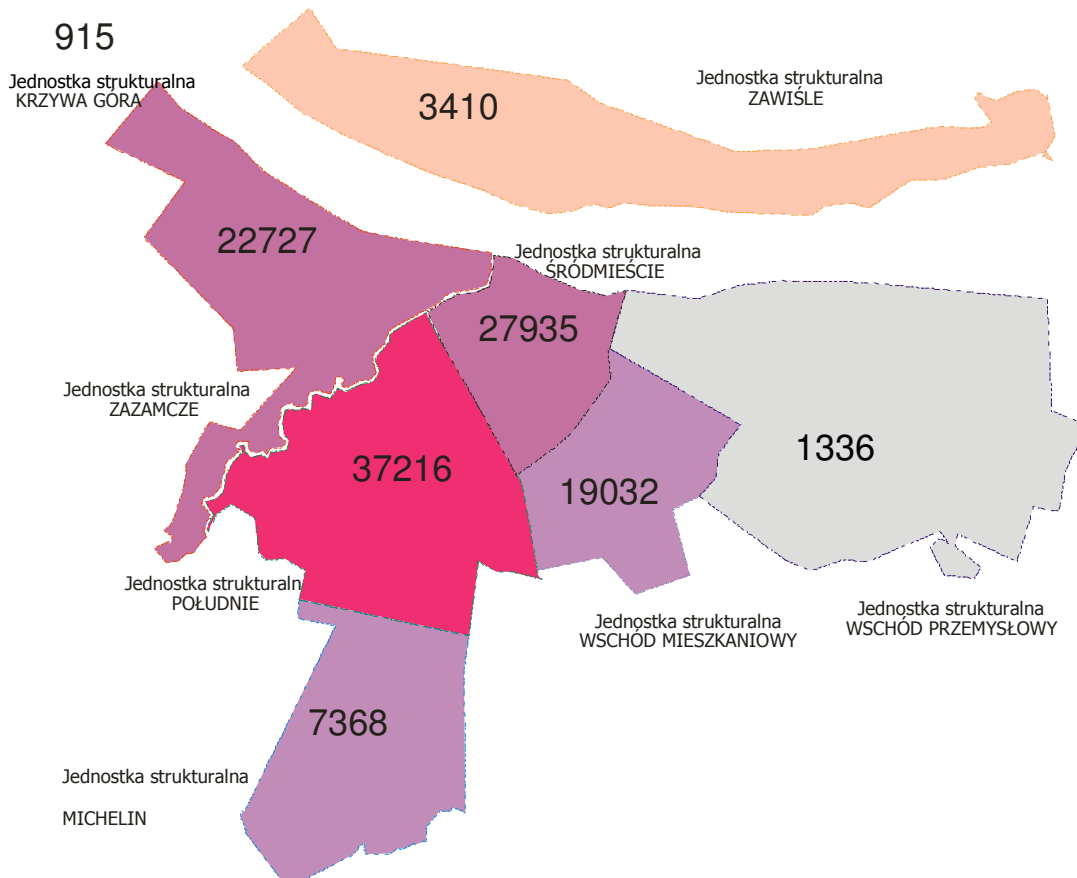 915
Jednostka strukturalna
KRZYWA GÓRA
3410
Jednostka strukturalna
ZAWIŚLE
22727
Jednostka strukturalna
ŚRÓDMIEŚCIE
27935
Jednostka strukturalna
ZAZAMCZE
37216
19032
1336
Jednostka strukturaln
POŁUDNIE
Jednostka strukturalna
WSCHÓD MIESZKANIOWY
Jednostka strukturalna
WSCHÓD PRZEMYSŁOWY
7368
Jednostka strukturalna
MICHELIN